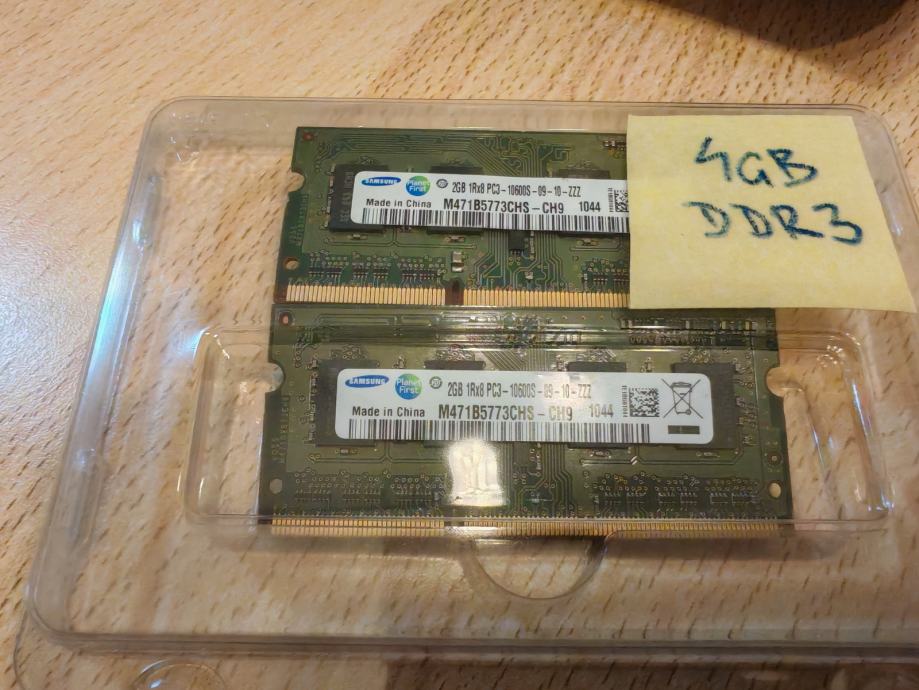 4GB
DDR3
SAMSUNG Planet First 2GB 1Rx8 PC3-10600S-09-10-ZZZ
Made in China M471B5773CHS-CH9 1044
SAMSUNG Planet First 2GB 1Rx8 PC3-10600S-09-10-ZZZ
Made in China M471B5773CHS-CH9 1044